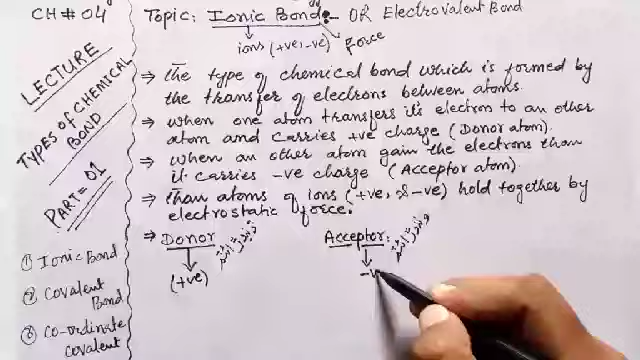 CH # 04
LECTURE
TYPES OF CHEMICAL
BOND
PART = 01
① Ionic Bond
② Covalent
Bond
③ CO-ordinate
covalent
Topic: Ionic Bond:- OR Electrovalent Bond
ions (+ve,-ve) Force
⇒ The type of chemical bond which is formed by
the transfer of electrons between atoms.
⇒ when one atom transfers it's electron to an other
atom and carries +ve charge (Donor atom).
⇒ when an other atom gain the electrons than
it carries -ve charge (Acceptor atom).
⇒ Than atoms of ions (+ve, & -ve) hold together by
electrostatic force.
⇒ Donor Acceptor:
(+ve) -v